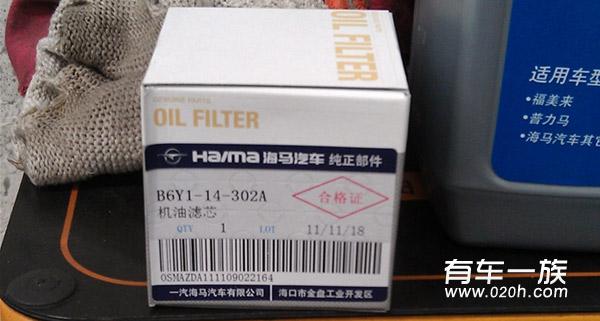 OIL FILTER
GENUINE PARTS
OIL FILTER
Haima 海马汽车 纯正部件
B6Y1-14-302A
机油滤芯
合格证
QTY 1 LOT 11/11/18
OSMAZDA111109022164
一汽海马汽车有限公司 海口市金盘工业开发区
适用车型
·福美来
·普力马
·海马汽车其它
有车一族
www.020h.com